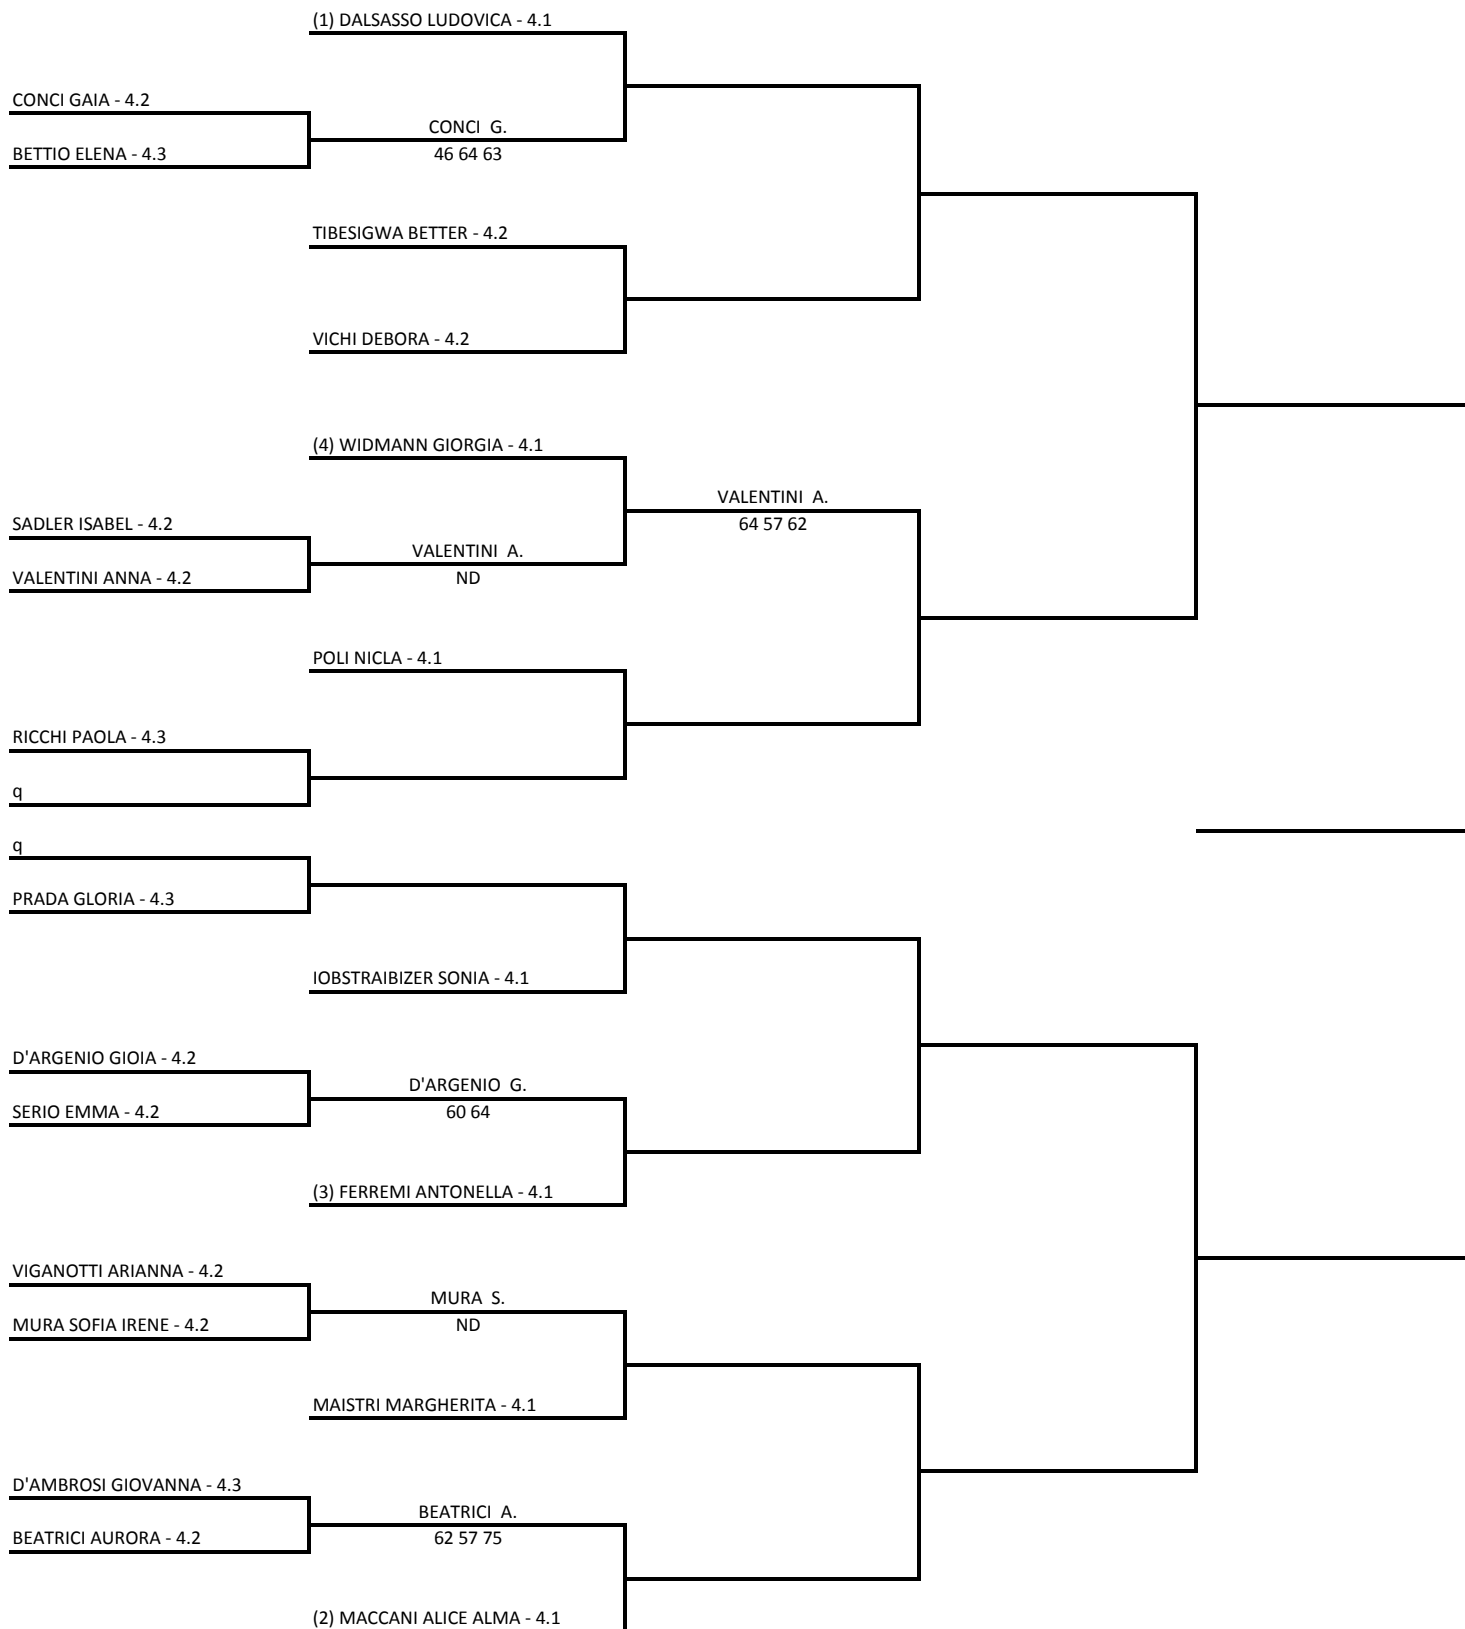 (1) DALSASSO LUDOVICA - 4.1
CONCI GAIA - 4.2
CONCI G.
BETTIO ELENA - 4.3
46 64 63
TIBESIGWA BETTER - 4.2
VICHI DEBORA - 4.2
(4) WIDMANN GIORGIA - 4.1
VALENTINI A.
SADLER ISABEL - 4.2
64 57 62
VALENTINI A.
VALENTINI ANNA - 4.2
ND
POLI NICLA - 4.1
RICCHI PAOLA - 4.3
q
q
PRADA GLORIA - 4.3
IOBSTRAIBIZER SONIA - 4.1
D'ARGENIO GIOIA - 4.2
D'ARGENIO G.
SERIO EMMA - 4.2
60 64
(3) FERREMI ANTONELLA - 4.1
VIGANOTTI ARIANNA - 4.2
MURA S.
MURA SOFIA IRENE - 4.2
ND
MAISTRI MARGHERITA - 4.1
D'AMBROSI GIOVANNA - 4.3
BEATRICI A.
BEATRICI AURORA - 4.2
62 57 75
(2) MACCANI ALICE ALMA - 4.1